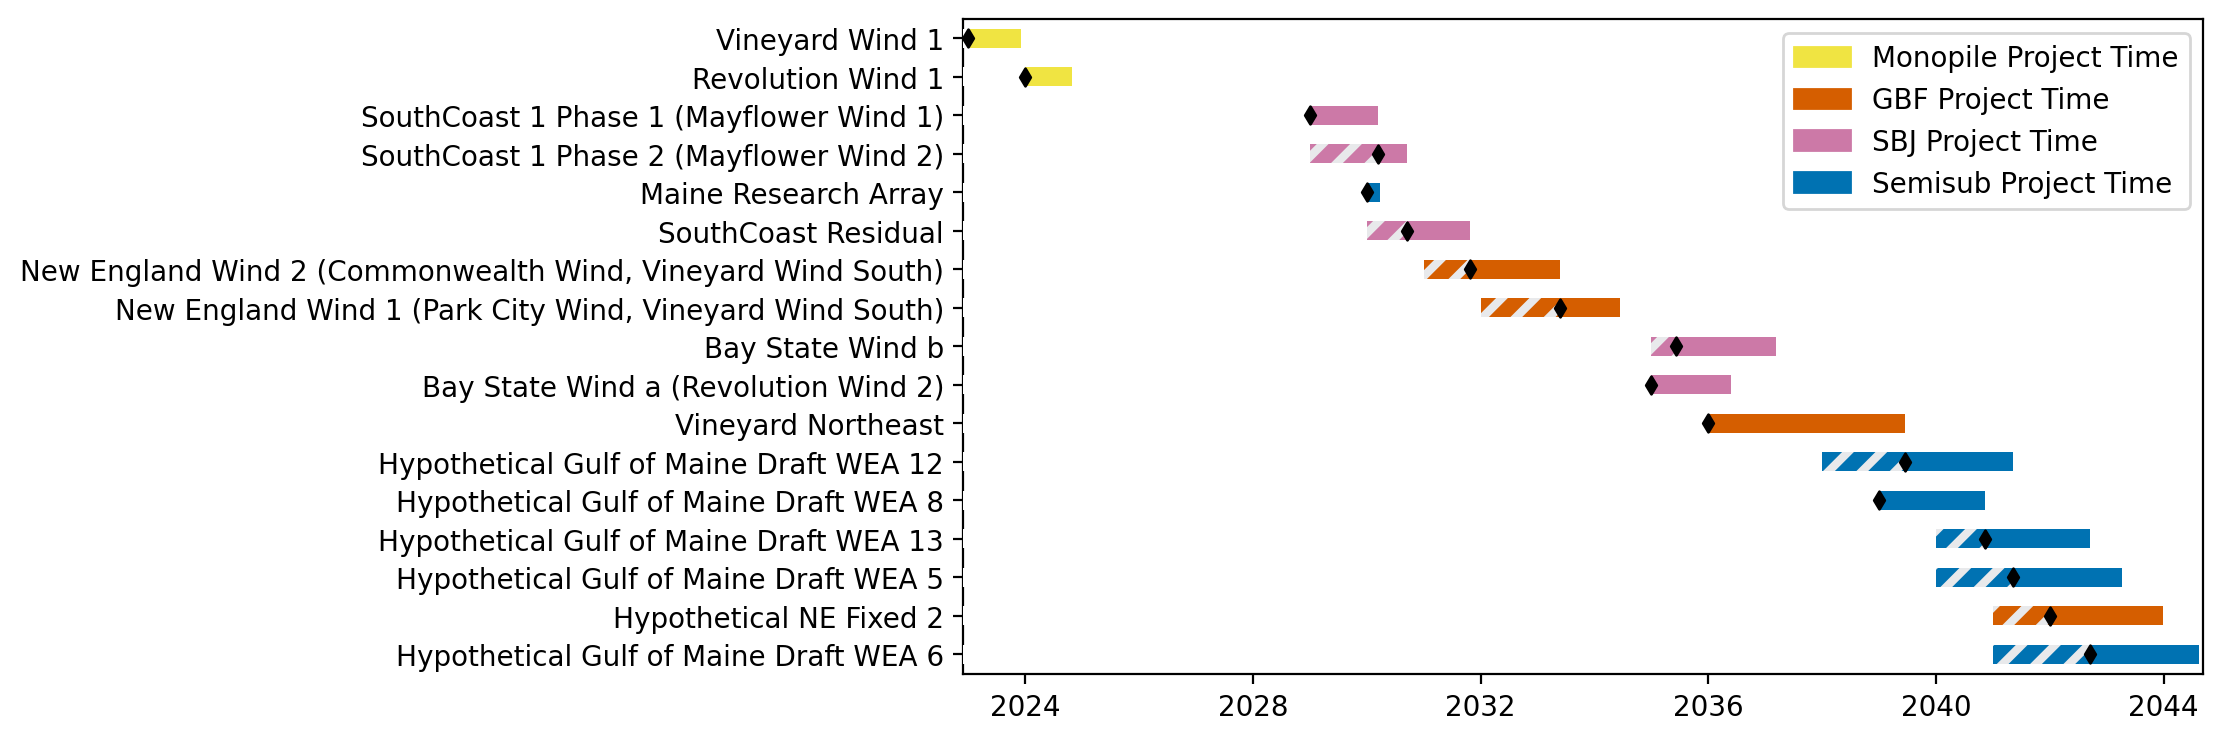 Vineyard Wind 1
Revolution Wind 1
SouthCoast 1 Phase 1 (Mayflower Wind 1)
SouthCoast 1 Phase 2 (Mayflower Wind 2)
Maine Research Array
SouthCoast Residual
New England Wind 2 (Commonwealth Wind, Vineyard Wind South)
New England Wind 1 (Park City Wind, Vineyard Wind South)
Bay State Wind b
Bay State Wind a (Revolution Wind 2)
Vineyard Northeast
Hypothetical Gulf of Maine Draft WEA 12
Hypothetical Gulf of Maine Draft WEA 8
Hypothetical Gulf of Maine Draft WEA 13
Hypothetical Gulf of Maine Draft WEA 5
Hypothetical NE Fixed 2
Hypothetical Gulf of Maine Draft WEA 6
Monopile Project Time
GBF Project Time
SBJ Project Time
Semisub Project Time
2024 2028 2032 2036 2040 2044